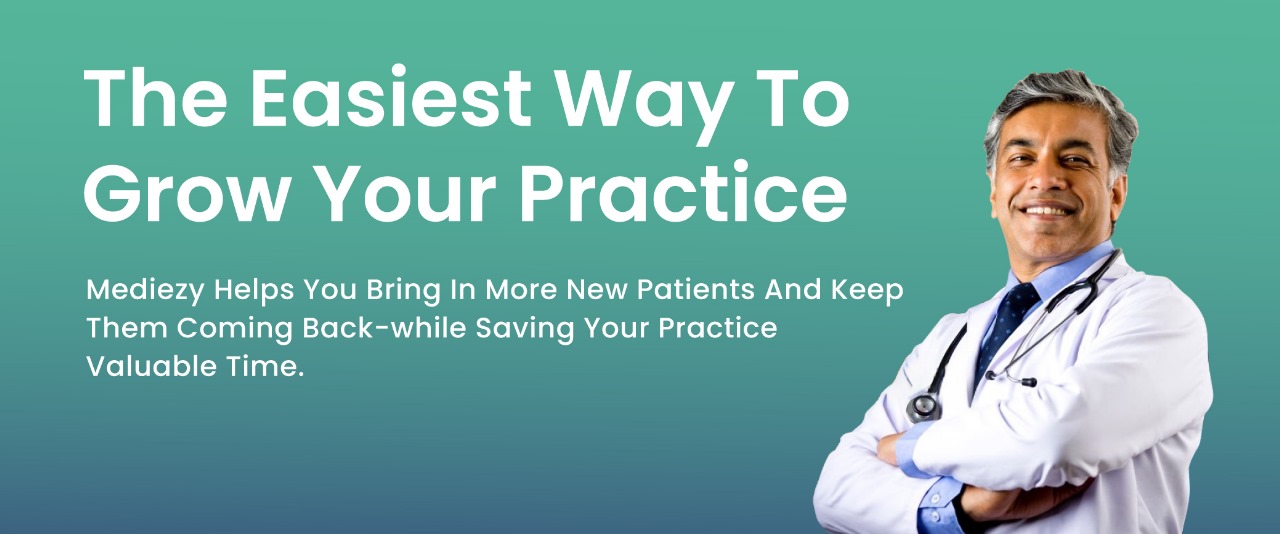 The Easiest Way To
Grow Your Practice
Mediezy Helps You Bring In More New Patients And Keep
Them Coming Back-while Saving Your Practice
Valuable Time.